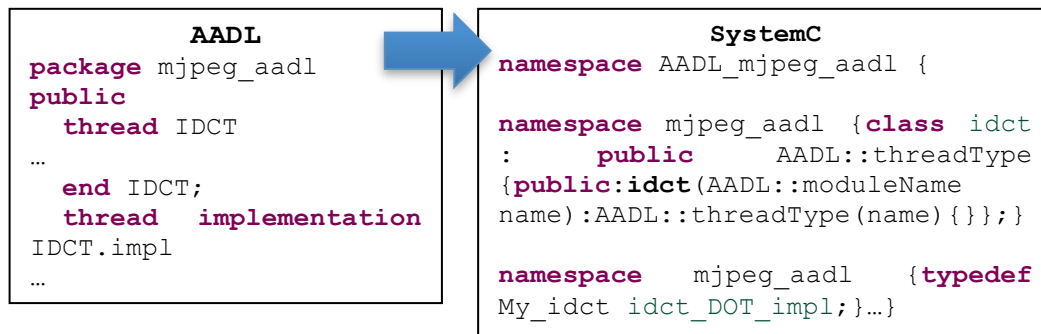 AADL
package mjpeg_aadl
public
thread IDCT
…
end IDCT;
thread implementation
IDCT.impl
…
SystemC
namespace AADL_mjpeg_aadl {
namespace mjpeg_aadl {class idct
: public AADL::threadType
{public:idct(AADL::moduleName
name):AADL::threadType(name){}};}
namespace mjpeg_aadl {typedef
My_idct idct_DOT_impl;}…}